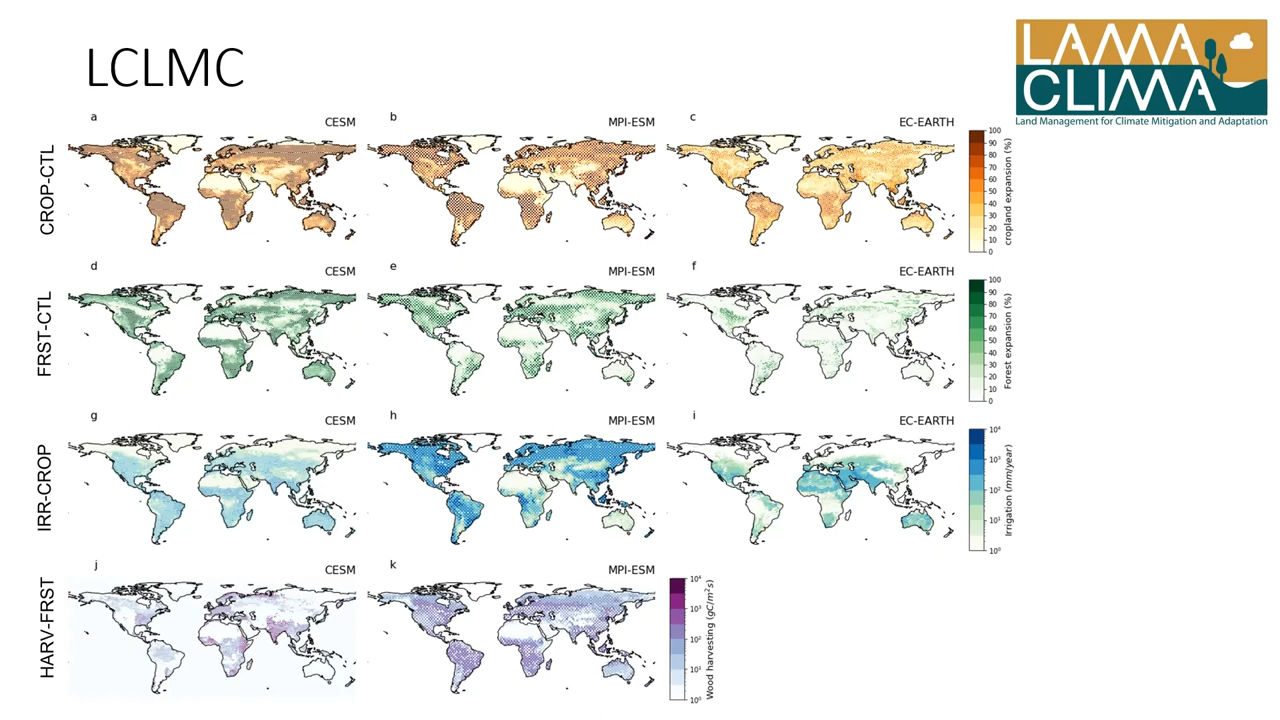 LCLMC
LAMA
CLIMA
Land Management for Climate Mitigation and Adaptation
a
CESM
b
MPI-ESM
c
EC-EARTH
CROP-CTL
100
90
80
70
60
50
40
30
20
10
0
cropland expansion (%)
d
CESM
e
MPI-ESM
f
EC-EARTH
FRST-CTL
100
90
80
70
60
50
40
30
20
10
0
Forest expansion (%)
g
CESM
h
MPI-ESM
i
EC-EARTH
IRR-CROP
10⁴
10³
10²
10¹
10⁰
Irrigation (mm/year)
j
CESM
k
MPI-ESM
HARV-FRST
10⁴
10³
10²
10¹
10⁰
Wood harvesting (gC/m²s)